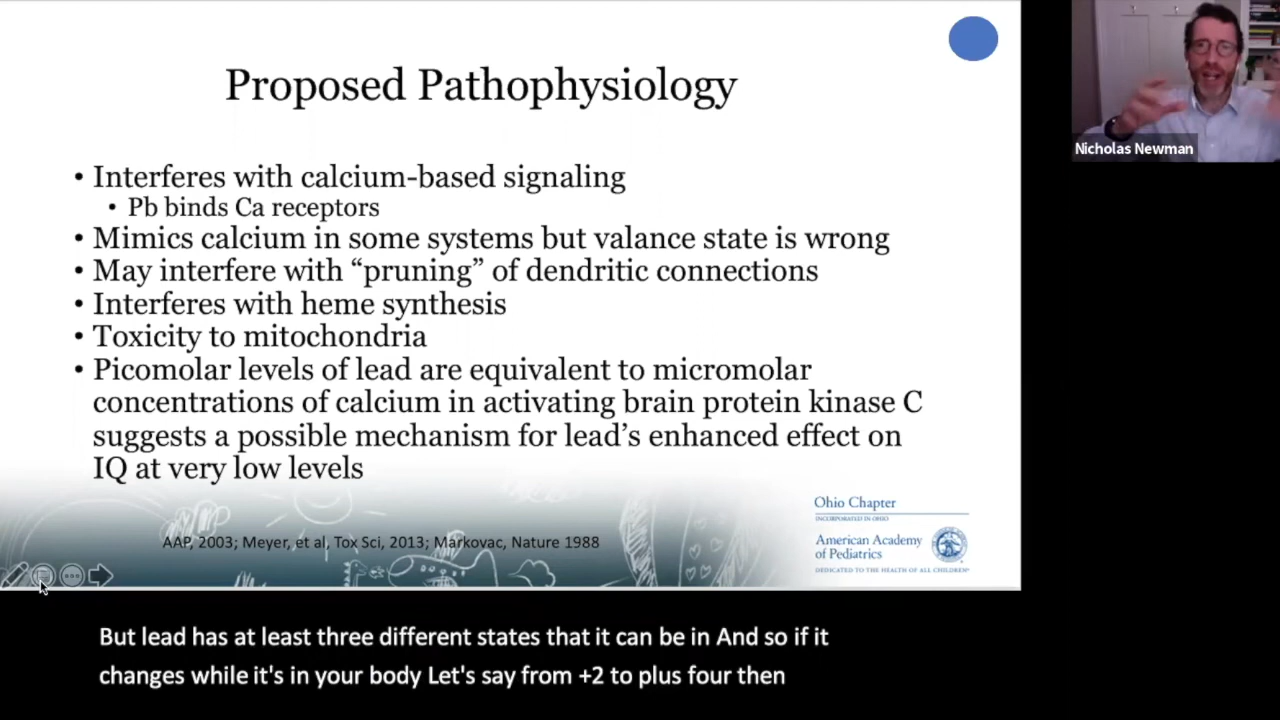 Proposed Pathophysiology
Nicholas Newman
• Interferes with calcium-based signaling
• Pb binds Ca receptors
• Mimics calcium in some systems but valance state is wrong
• May interfere with “pruning” of dendritic connections
• Interferes with heme synthesis
• Toxicity to mitochondria
• Picomolar levels of lead are equivalent to micromolar
concentrations of calcium in activating brain protein kinase C
suggests a possible mechanism for lead’s enhanced effect on
IQ at very low levels
Ohio Chapter
INCORPORATED IN OHIO
American Academy
of Pediatrics
DEDICATED TO THE HEALTH OF ALL CHILDREN®
AAP, 2003; Meyer, et al, Tox Sci, 2013; Markovac, Nature 1988
But lead has at least three different states that it can be in And so if it
changes while it's in your body Let's say from +2 to plus four then